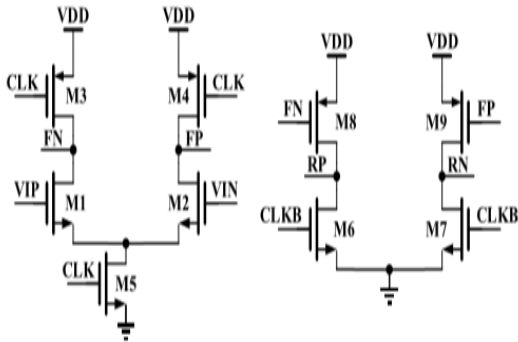 VDD VDD
CLK M3 M4 CLK
FN FP
VIP M1 M2 VIN
CLK M5
VDD VDD
FN M8 M9 FP
RP RN
CLKB M6 M7 CLKB